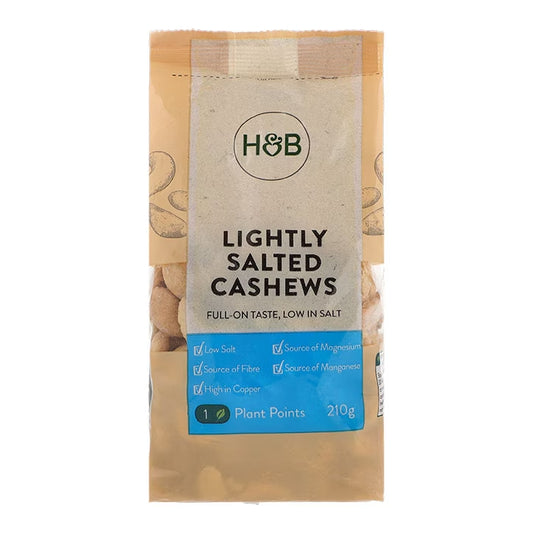 H&B
LIGHTLY
SALTED
CASHEWS
FULL-ON TASTE, LOW IN SALT
Low Salt
Source of Magnesium
Source of Fibre
Source of Manganese
High in Copper
1 Plant Points 210g